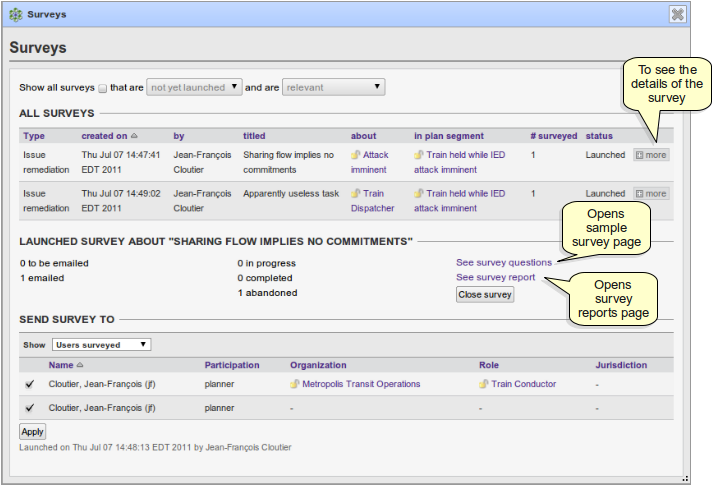 Surveys
Surveys
Show all surveys that are not yet launched and are relevant
To see the
details of the
survey
ALL SURVEYS
Type created on by titled about in plan segment # surveyed status
Issue Thu Jul 07 14:47:41 Jean-François Sharing flow implies no Attack Train held while IED 1 Launched more
remediation EDT 2011 Cloutier commitments imminent attack imminent
Issue Thu Jul 07 14:49:02 Jean-François Apparently useless task Train Train held while IED 1 Launched more
remediation EDT 2011 Cloutier Dispatcher attack imminent
Opens
sample
survey page
LAUNCHED SURVEY ABOUT "SHARING FLOW IMPLIES NO COMMITMENTS"
0 to be emailed 0 in progress See survey questions
1 emailed 0 completed See survey report
1 abandoned Close survey
Opens
survey
reports page
SEND SURVEY TO
Show Users surveyed
Name Participation Organization Role Jurisdiction
Cloutier, Jean-François (jf) planner Metropolis Transit Operations Train Conductor -
Cloutier, Jean-François (jf) planner - - -
Apply
Launched on Thu Jul 07 14:48:13 EDT 2011 by Jean-François Cloutier